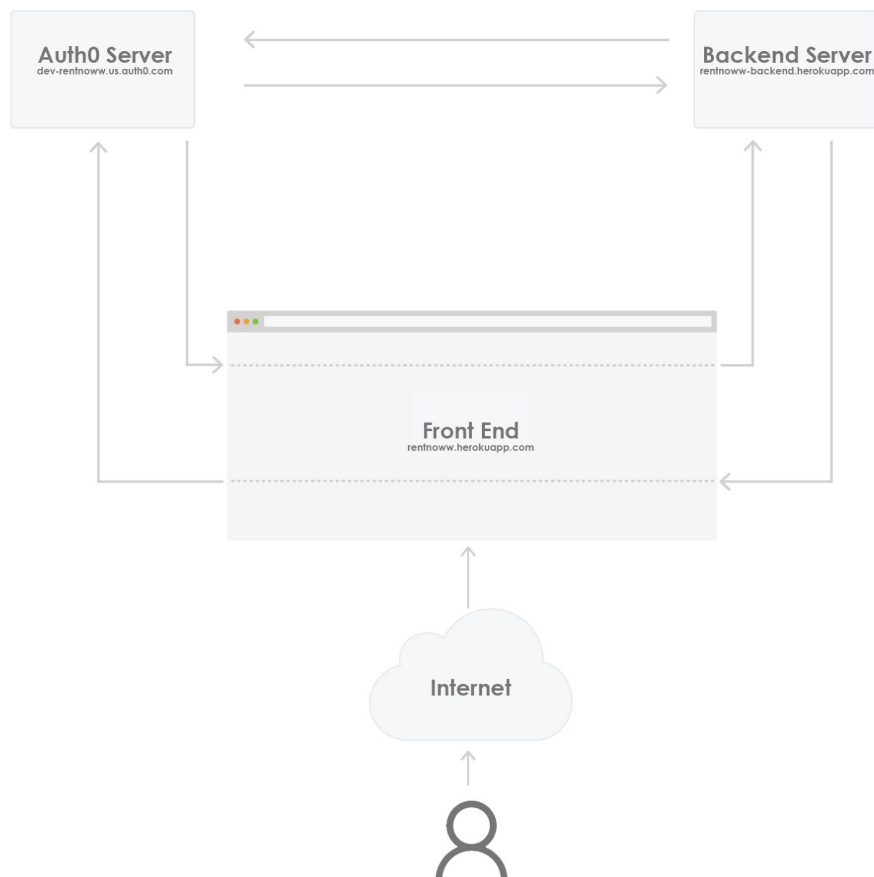 Auth0 Server
dev-rentnoww.us.auth0.com
Backend Server
rentnoww-backend.herokuapp.com
Front End
rentnoww.herokuapp.com
Internet